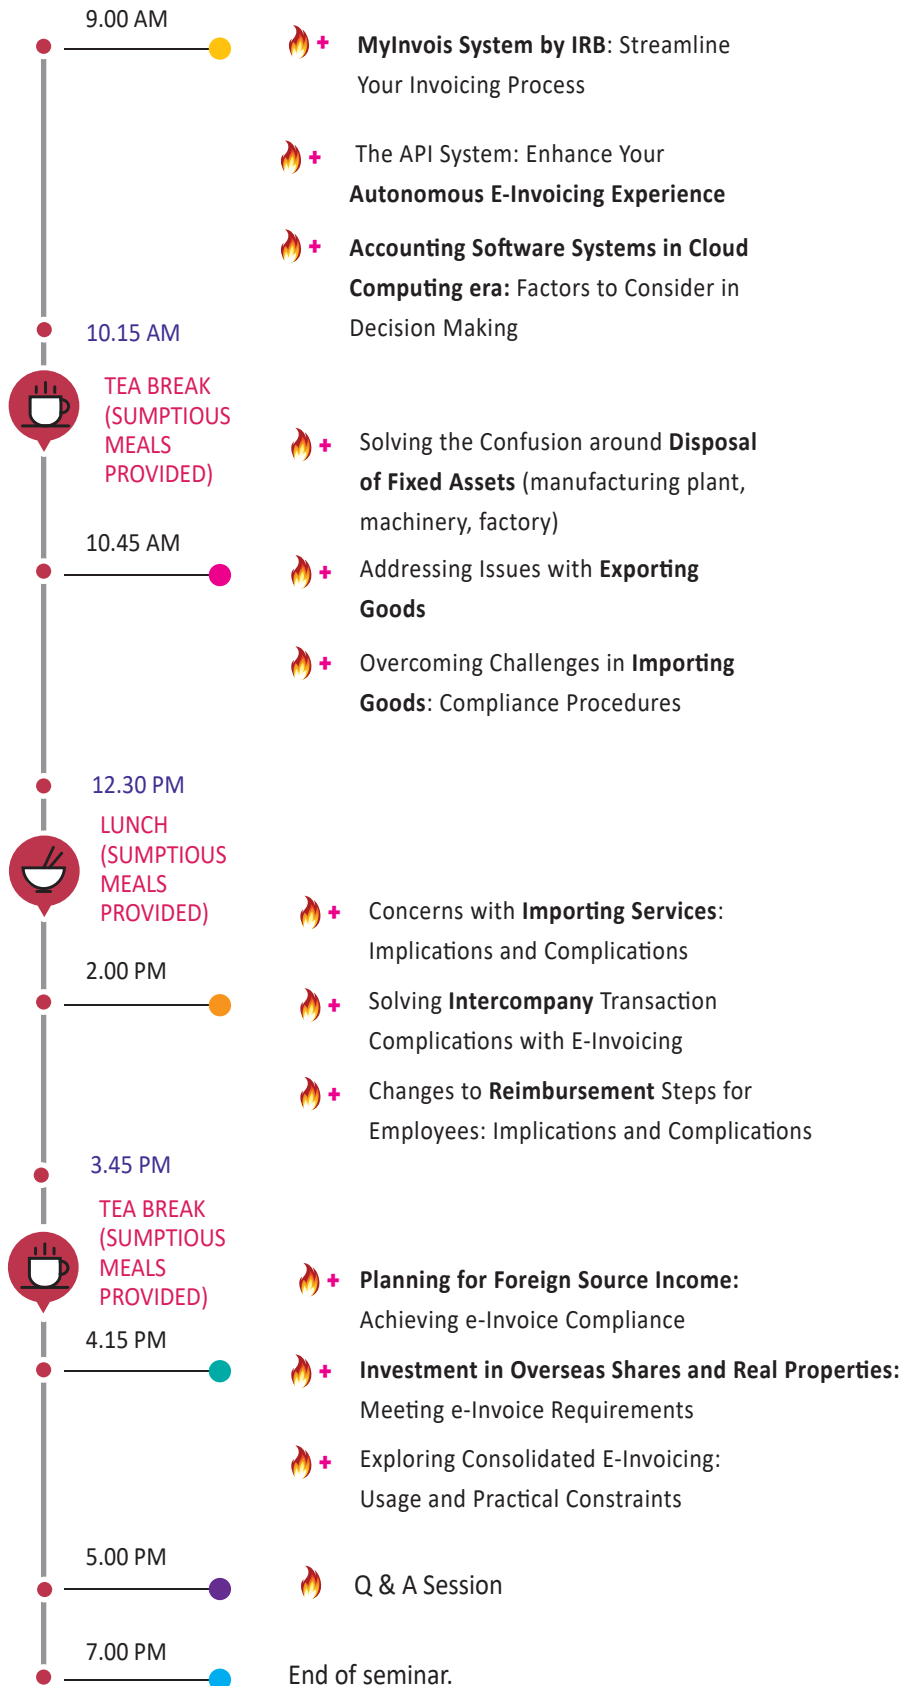 9.00 AM
MyInvois System by IRB: Streamline
Your Invoicing Process
The API System: Enhance Your
Autonomous E-Invoicing Experience
Accounting Software Systems in Cloud
Computing era: Factors to Consider in
Decision Making
10.15 AM
TEA BREAK
(SUMPTIOUS
MEALS
PROVIDED)
Solving the Confusion around Disposal
of Fixed Assets (manufacturing plant,
machinery, factory)
10.45 AM
Addressing Issues with Exporting
Goods
Overcoming Challenges in Importing
Goods: Compliance Procedures
12.30 PM
LUNCH
(SUMPTIOUS
MEALS
PROVIDED)
Concerns with Importing Services:
Implications and Complications
2.00 PM
Solving Intercompany Transaction
Complications with E-Invoicing
Changes to Reimbursement Steps for
Employees: Implications and Complications
3.45 PM
TEA BREAK
(SUMPTIOUS
MEALS
PROVIDED)
Planning for Foreign Source Income:
Achieving e-Invoice Compliance
4.15 PM
Investment in Overseas Shares and Real Properties:
Meeting e-Invoice Requirements
Exploring Consolidated E-Invoicing:
Usage and Practical Constraints
5.00 PM
Q & A Session
7.00 PM
End of seminar.